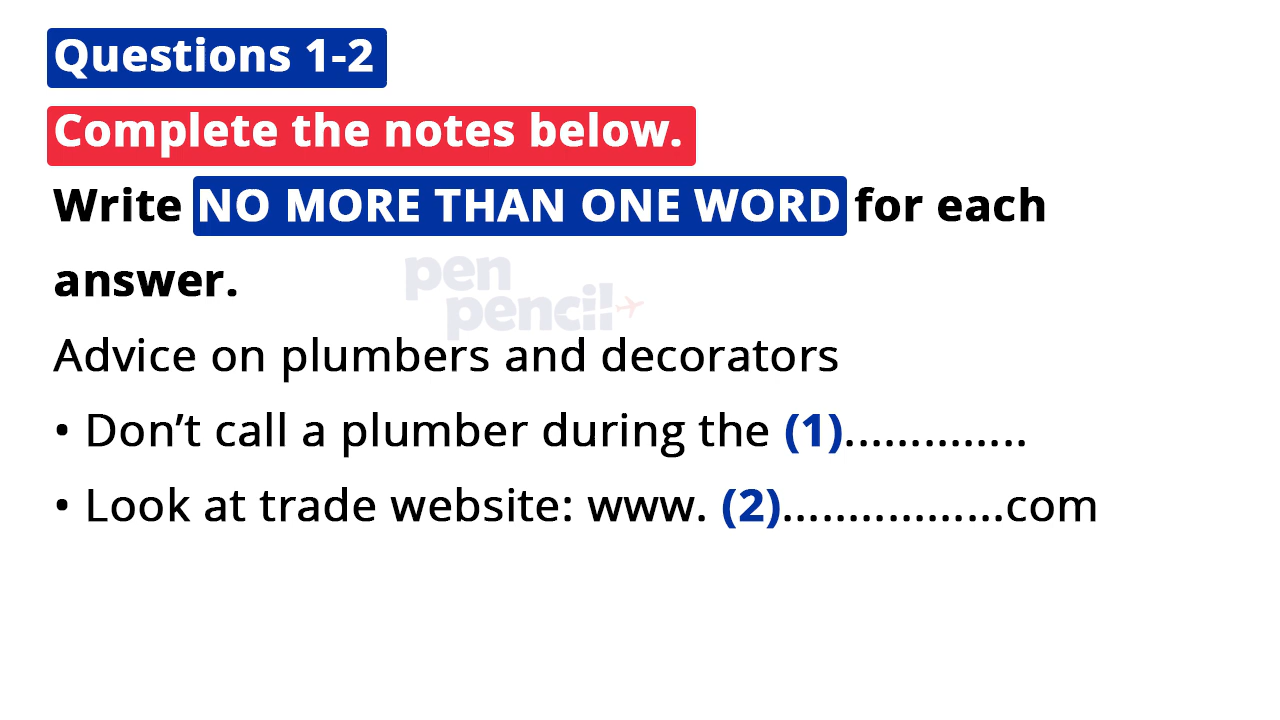 Questions 1-2
Complete the notes below.
Write NO MORE THAN ONE WORD for each
answer.
pen
pencil
Advice on plumbers and decorators
• Don’t call a plumber during the (1)..............
• Look at trade website: www. (2).................com